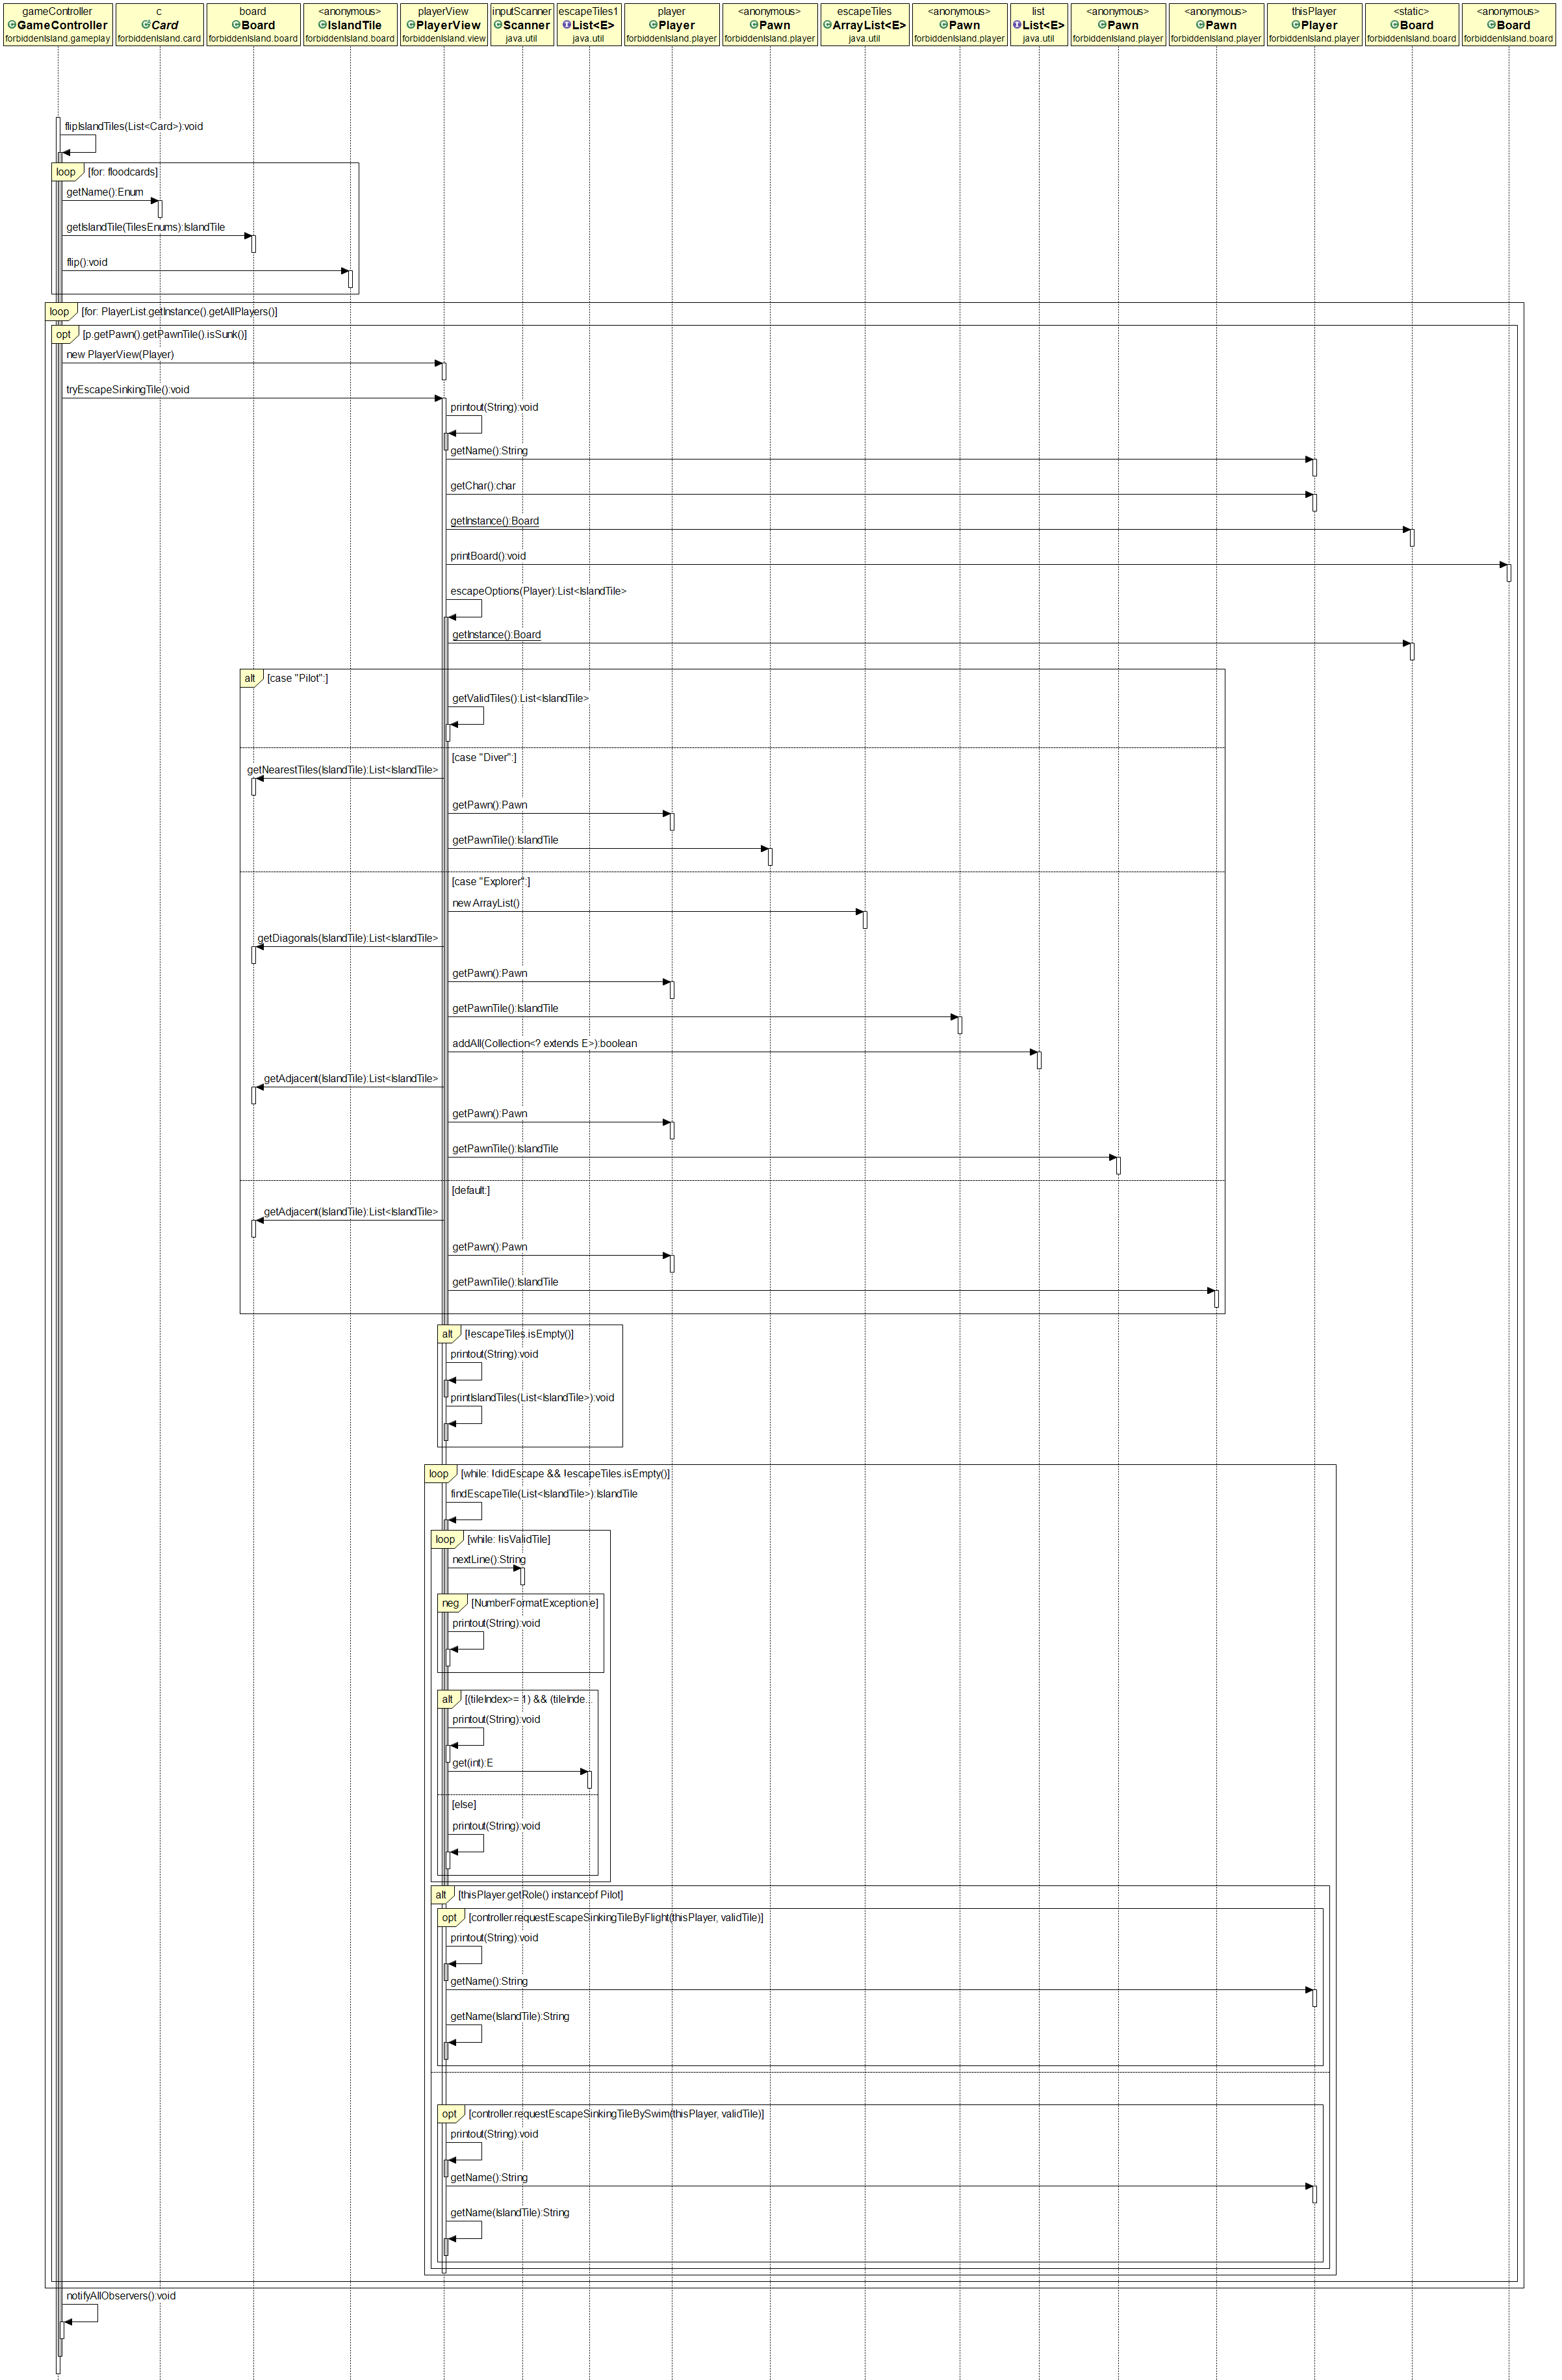 gameController
GameController
forbiddenIsland.gameplay
c
Card
forbiddenIsland.card
board
Board
forbiddenIsland.board
<anonymous>
IslandTile
forbiddenIsland.board
playerView
PlayerView
forbiddenIsland.view
inputScanner
Scanner
java.util
escapeTiles1
List<E>
java.util
player
Player
forbiddenIsland.player
<anonymous>
Pawn
forbiddenIsland.player
escapeTiles
ArrayList<E>
java.util
<anonymous>
Pawn
forbiddenIsland.player
list
List<E>
java.util
<anonymous>
Pawn
forbiddenIsland.player
<anonymous>
Pawn
forbiddenIsland.player
thisPlayer
Player
forbiddenIsland.player
<static>
Board
forbiddenIsland.board
<anonymous>
Board
forbiddenIsland.board
flipIslandTiles(List<Card>):void
loop [for: floodcards]
getName():Enum
getIslandTile(TilesEnums):IslandTile
flip():void
loop [for: PlayerList.getInstance().getAllPlayers()]
opt [p.getPawn().getPawnTile().isSunk()]
new PlayerView(Player)
tryEscapeSinkingTile():void
printout(String):void
getName():String
getChar():char
getInstance():Board
printBoard():void
escapeOptions(Player):List<IslandTile>
getInstance():Board
alt [case "Pilot":]
getValidTiles():List<IslandTile>
[case "Diver":]
getNearestTiles(IslandTile):List<IslandTile>
getPawn():Pawn
getPawnTile():IslandTile
[case "Explorer":]
new ArrayList()
getDiagonals(IslandTile):List<IslandTile>
getPawn():Pawn
getPawnTile():IslandTile
addAll(Collection<? extends E>):boolean
getAdjacent(IslandTile):List<IslandTile>
getPawn():Pawn
getPawnTile():IslandTile
[default:]
getAdjacent(IslandTile):List<IslandTile>
getPawn():Pawn
getPawnTile():IslandTile
alt [!escapeTiles.isEmpty()]
printout(String):void
printIslandTiles(List<IslandTile>):void
loop [while: !didEscape && !escapeTiles.isEmpty()]
findEscapeTile(List<IslandTile>):IslandTile
loop [while: !isValidTile]
nextLine():String
neg [NumberFormatException e]
printout(String):void
alt [(tileIndex>= 1) && (tileInde...
printout(String):void
get(int):E
[else]
printout(String):void
alt [thisPlayer.getRole() instanceof Pilot]
opt [controller.requestEscapeSinkingTileByFlight(thisPlayer, validTile)]
printout(String):void
getName():String
getName(IslandTile):String
opt [controller.requestEscapeSinkingTileBySwim(thisPlayer, validTile)]
printout(String):void
getName():String
getName(IslandTile):String
notifyAllObservers():void